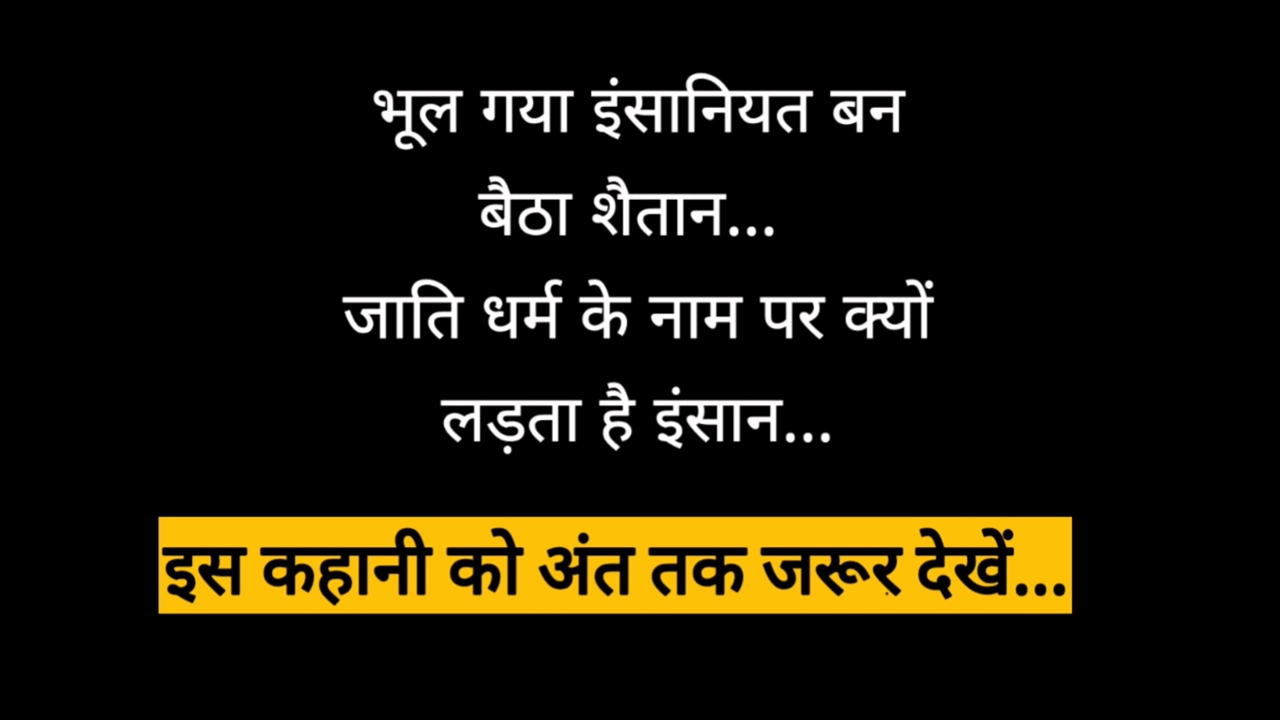 भूल गया इंसानियत बन
बैठा शैतान...
जाति धर्म के नाम पर क्यों
लड़ता है इंसान...
इस कहानी को अंत तक जरूर देखें...